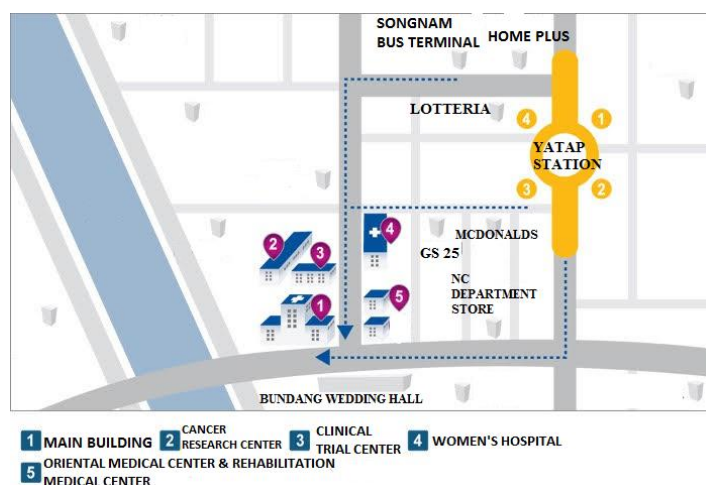 SONGNAM
BUS TERMINAL
HOME PLUS
LOTTERIA
4
1
YATAP
STATION
3
2
MCDONALDS
GS 25
NC
DEPARTMENT
STORE
2
3
4
1
5
BUNDANG WEDDING HALL
1 MAIN BUILDING
2 CANCER
RESEARCH CENTER
3 CLINICAL
TRIAL CENTER
4 WOMEN'S HOSPITAL
5 ORIENTAL MEDICAL CENTER & REHABILITATION
MEDICAL CENTER